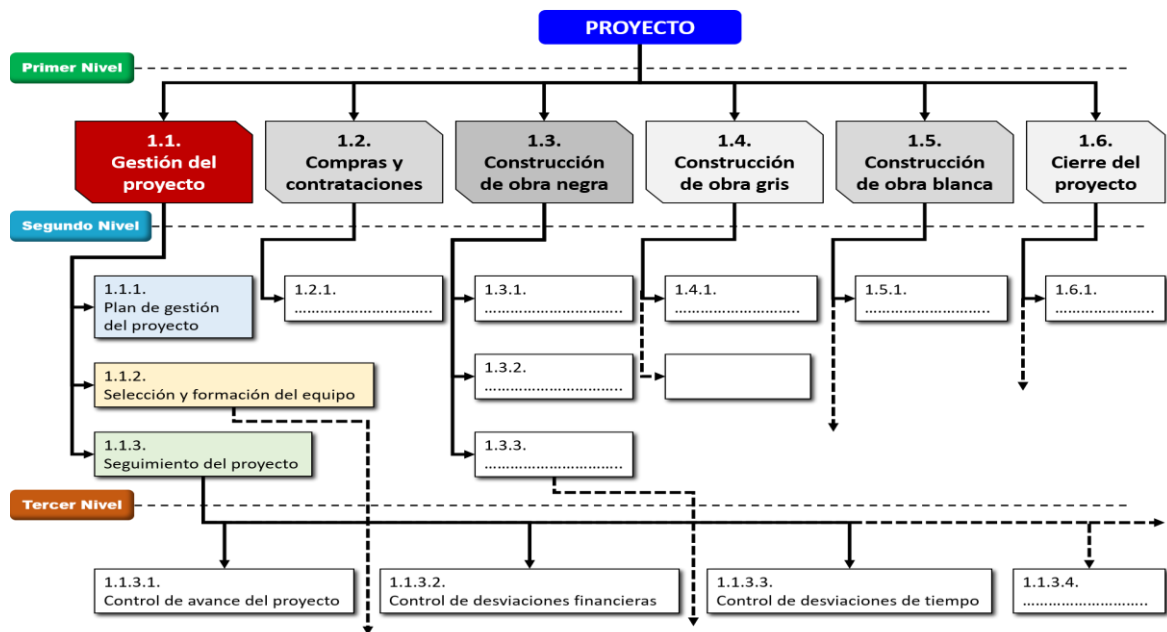 PROYECTO
Primer Nivel
1.1.
Gestión del
proyecto
1.2.
Compras y
contrataciones
1.3.
Construcción
de obra negra
1.4.
Construcción
de obra gris
1.5.
Construcción
de obra blanca
1.6.
Cierre del
proyecto
Segundo Nivel
1.1.1.
Plan de gestión
del proyecto
1.2.1.
……………………………..
1.3.1.
……………………………..
1.4.1.
……………………………..
1.5.1.
…………………………..
1.6.1.
……………………..
1.1.2.
Selección y formación del equipo
1.3.2.
……………………………..
1.1.3.
Seguimiento del proyecto
1.3.3.
……………………………..
Tercer Nivel
1.1.3.1.
Control de avance del proyecto
1.1.3.2.
Control de desviaciones financieras
1.1.3.3.
Control de desviaciones de tiempo
1.1.3.4.
…………………………..